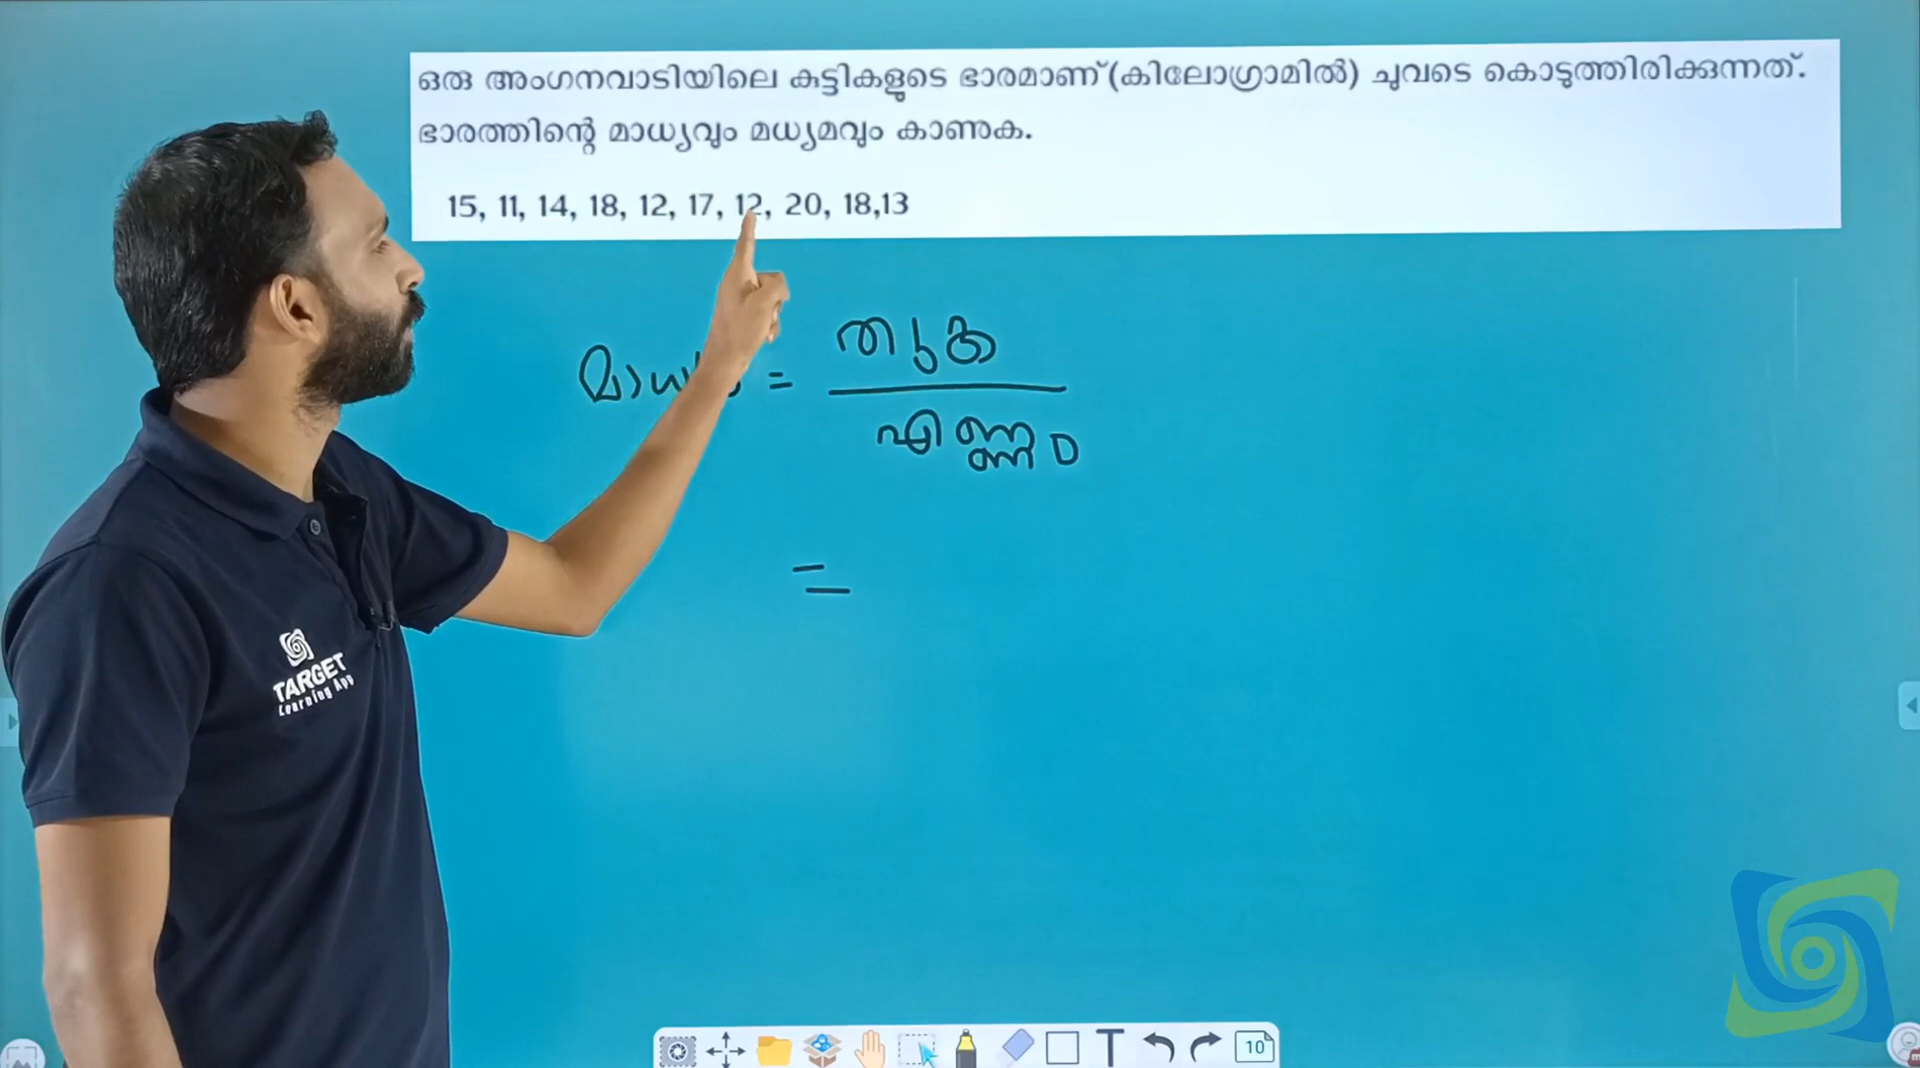 ഒരു അംഗനവാടിയിലെ കുട്ടികളുടെ ഭാരമാണ് (കിലോഗ്രാമിൽ) ചുവടെ കൊടുത്തിരിക്കുന്നത്.
ഭാരത്തിന്റെ മാധ്യവും മധ്യമവും കാണുക.
15, 11, 14, 18, 12, 17, 12, 20, 18,13
തുക
=
എണ്ണം
=
TARGET
Learning App
T
10